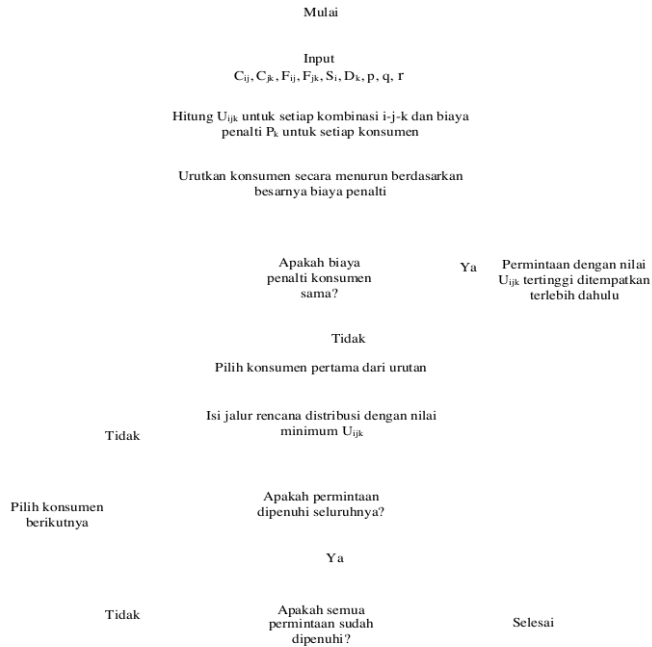 Mulai
Input
Cij, Cjk, Fij, Fjk, Si, Dk, p, q, r
Hitung Uijk untuk setiap kombinasi i-j-k dan biaya
penalti Pk untuk setiap konsumen
Urutkan konsumen secara menurun berdasarkan
besarnya biaya penalti
Apakah biaya
penalti konsumen
sama?
Ya
Permintaan dengan nilai
Uijk tertinggi ditempatkan
terlebih dahulu
Tidak
Pilih konsumen pertama dari urutan
Isi jalur rencana distribusi dengan nilai
minimum Uijk
Tidak
Pilih konsumen
berikutnya
Apakah permintaan
dipenuhi seluruhnya?
Ya
Tidak
Apakah semua
permintaan sudah
dipenuhi?
Selesai